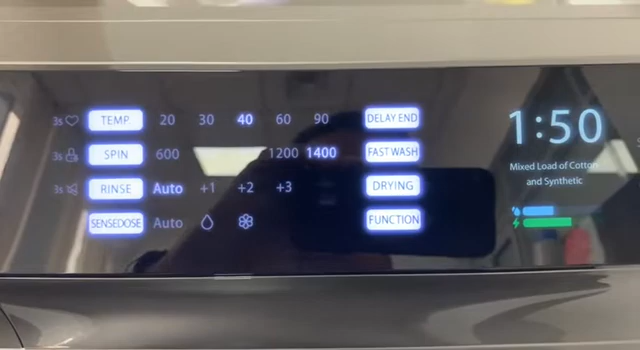 3s TEMP 20 30 40 60 90 DELAY END
3s SPIN 600 1200 1400 FAST WASH
3s RINSE Auto +1 +2 +3 DRYING
SENSEDOSE Auto FUNCTION
1:50
Mixed Load of Cotton
and Synthetic